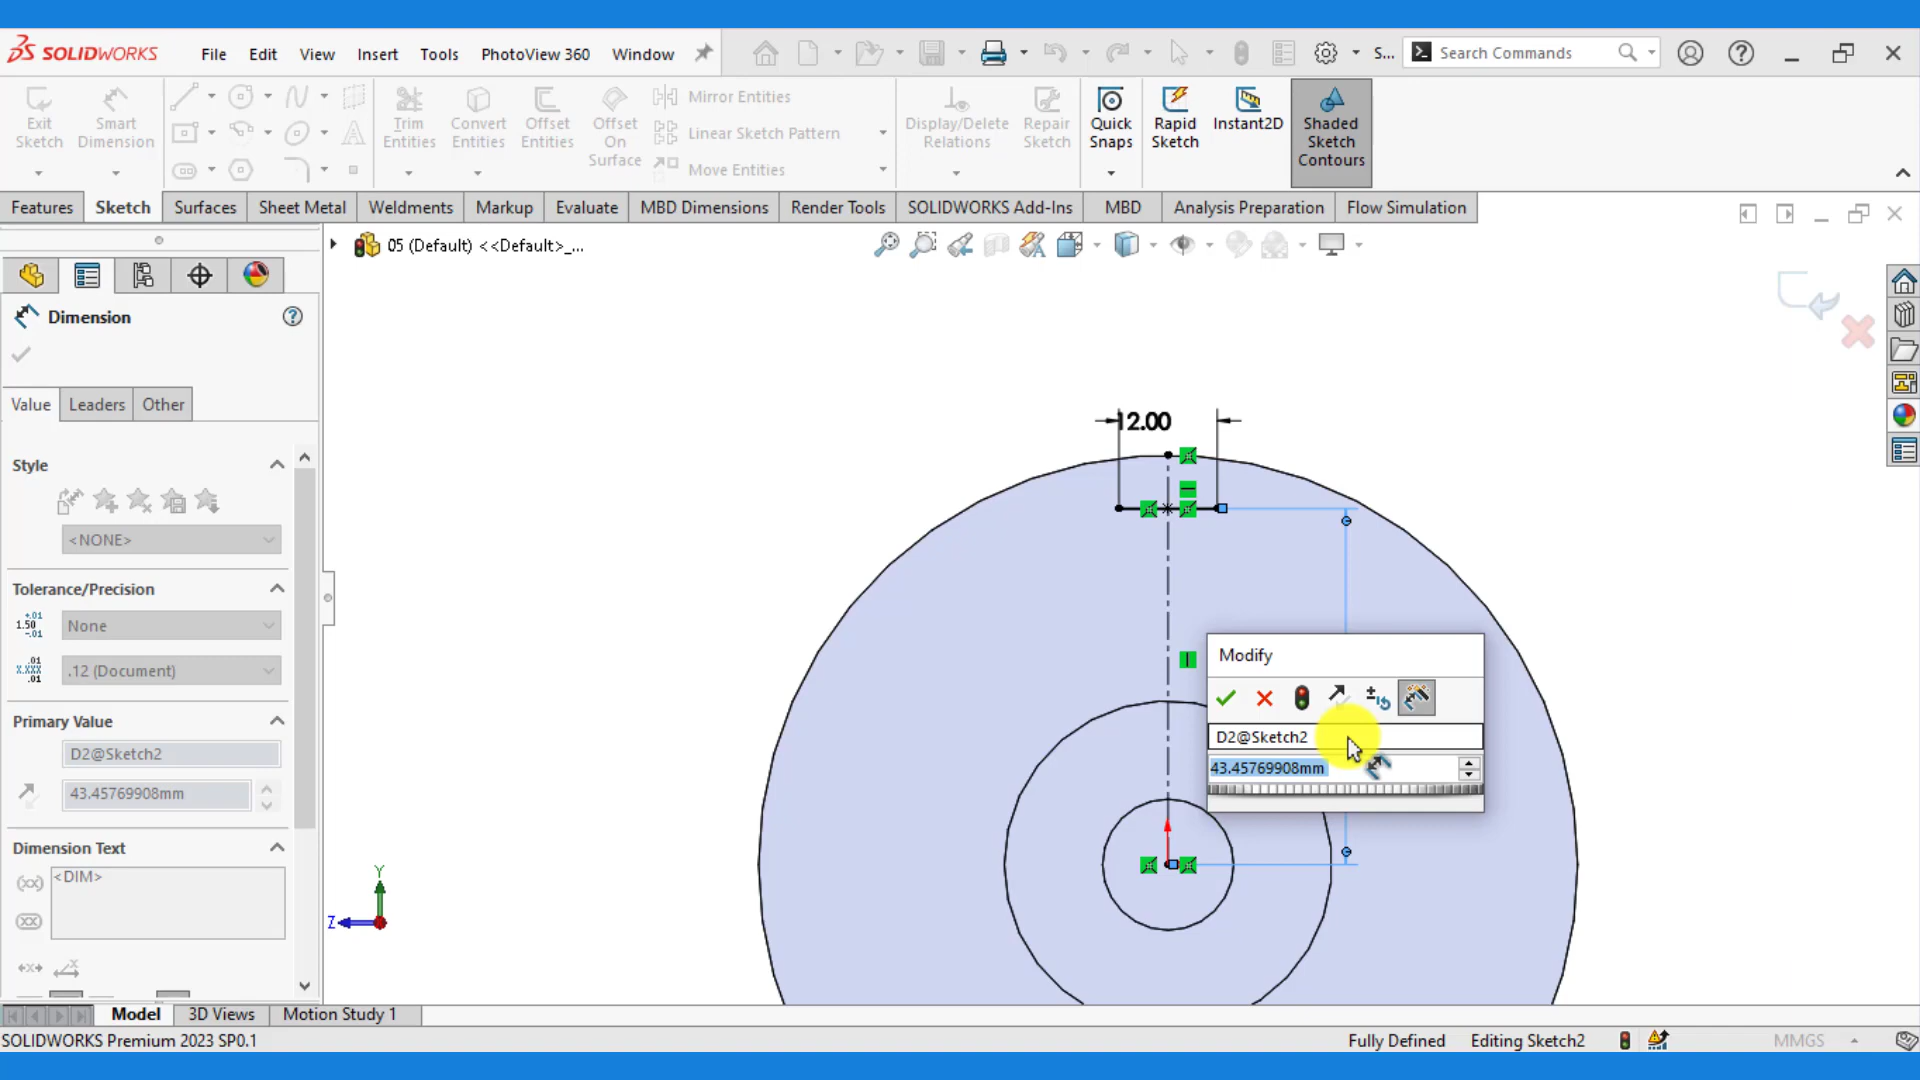 SOLIDWORKS File Edit View Insert Tools PhotoView 360 Window S... Search Commands
Exit Sketch
Smart Dimension
Trim Entities
Convert Entities
Offset Entities
Offset On Surface
Mirror Entities
Linear Sketch Pattern
Move Entities
Display/Delete Relations
Repair Sketch
Quick Snaps
Rapid Sketch
Instant2D
Shaded Sketch Contours
Features Sketch Surfaces Sheet Metal Weldments Markup Evaluate MBD Dimensions Render Tools SOLIDWORKS Add-Ins MBD Analysis Preparation Flow Simulation
05 (Default) <<Default>_...
Dimension
Value Leaders Other
Style
<NONE>
Tolerance/Precision
None
.12 (Document)
Primary Value
D2@Sketch2
43.45769908mm
Dimension Text
<DIM>
12.00
Modify
D2@Sketch2
43.45769908mm
Y
Z
Model 3D Views Motion Study 1
SOLIDWORKS Premium 2023 SP0.1 Fully Defined Editing Sketch2 MMGS